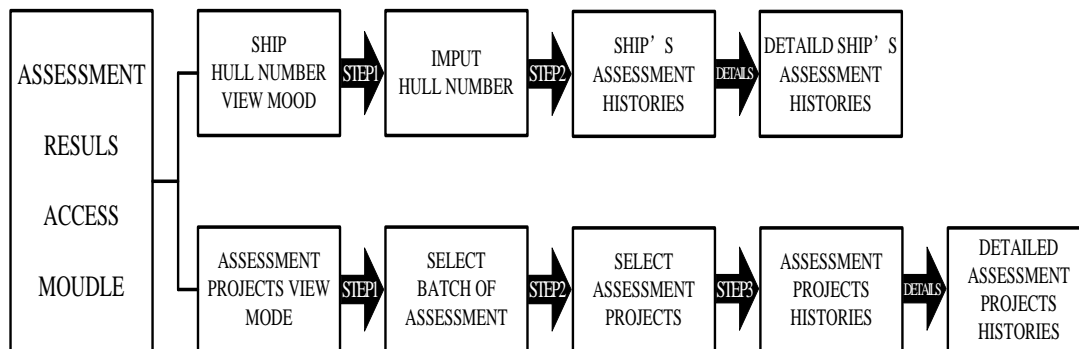 ASSESSMENT
RESULS
ACCESS
MOUDLE
SHIP
HULL NUMBER
VIEW MOOD
STEP1
IMPUT
HULL NUMBER
STEP2
SHIP’S
ASSESSMENT
HISTORIES
DETAILS
DETAILD SHIP’S
ASSESSMENT
HISTORIES
ASSESSMENT
PROJECTS VIEW
MODE
STEP1
SELECT
BATCH OF
ASSESSMENT
STEP2
SELECT
ASSESSMENT
PROJECTS
STEP3
ASSESSMENT
PROJECTS
HISTORIES
DETAILS
DETAILED
ASSESSMENT
PROJECTS
HISTORIES